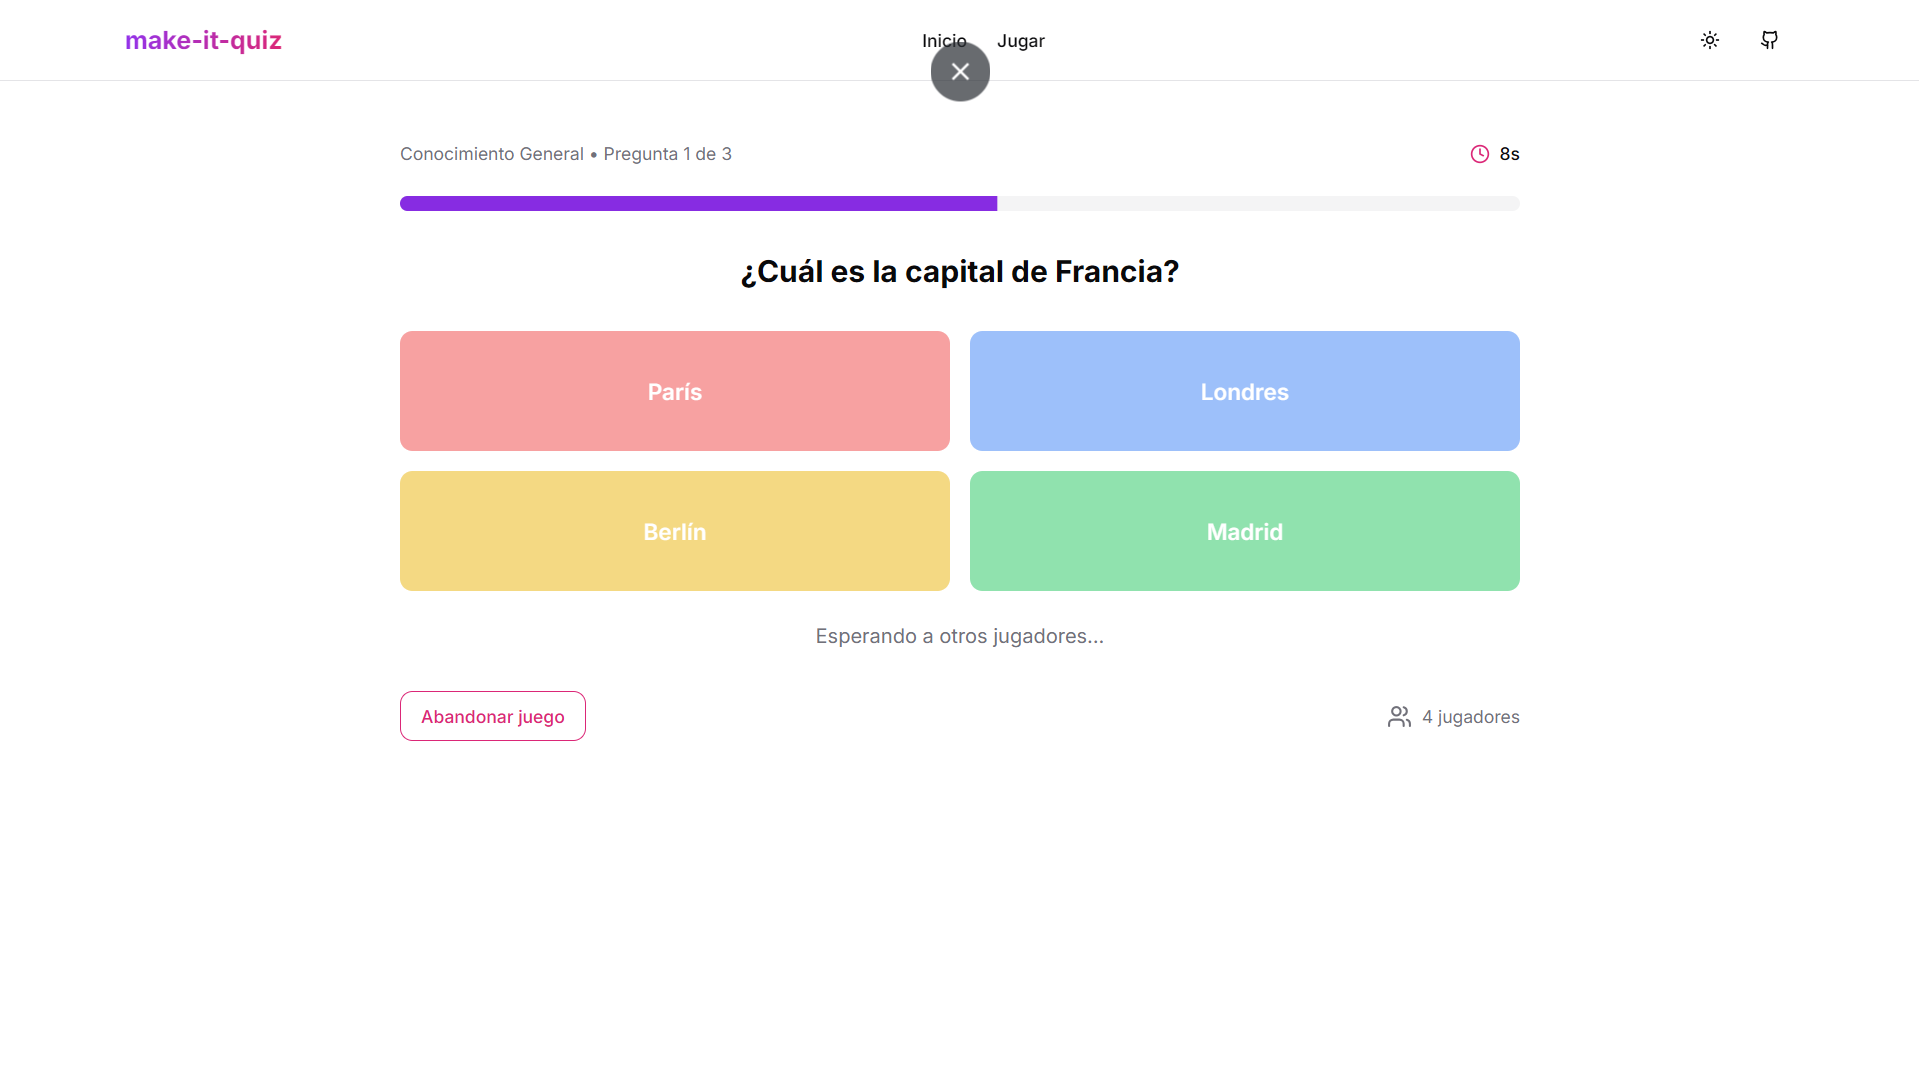 make-it-quiz
Inicio Jugar
Conocimiento General • Pregunta 1 de 3
8s
¿Cuál es la capital de Francia?
París
Londres
Berlín
Madrid
Esperando a otros jugadores...
Abandonar juego
4 jugadores